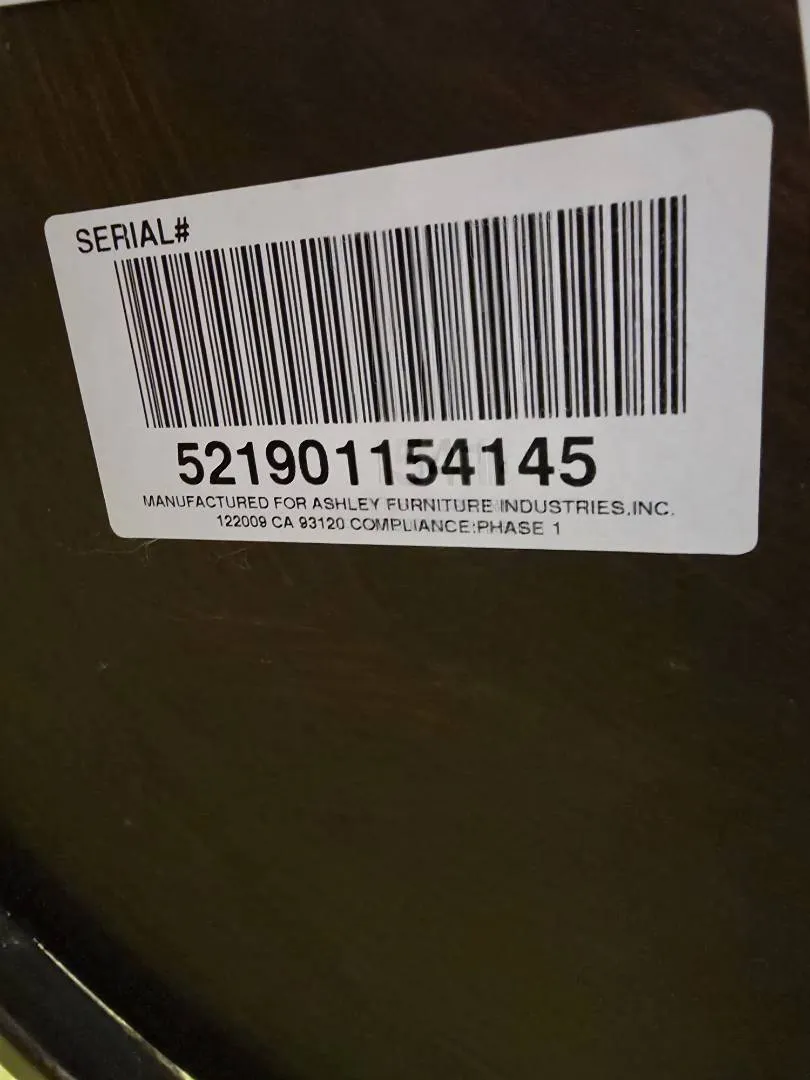 SERIAL#
521901154145
MANUFACTURED FOR ASHLEY FURNITURE INDUSTRIES,INC.
122009 CA 93120 COMPLIANCE:PHASE 1